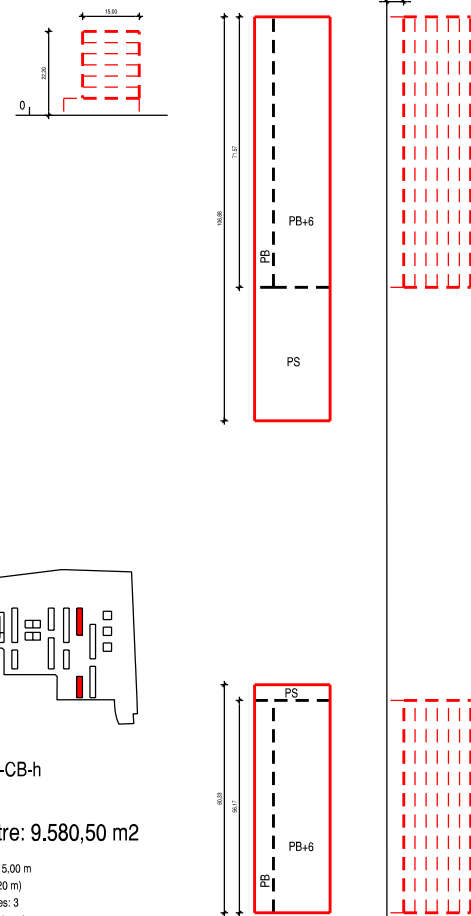 15,00
22,20
0
71,57
106,88
PB+6
PB
PS
PS
60,33
56,17
PB+6
PB
-CB-h
tre: 9.580,50 m2
5,00 m
20 m)
es: 3